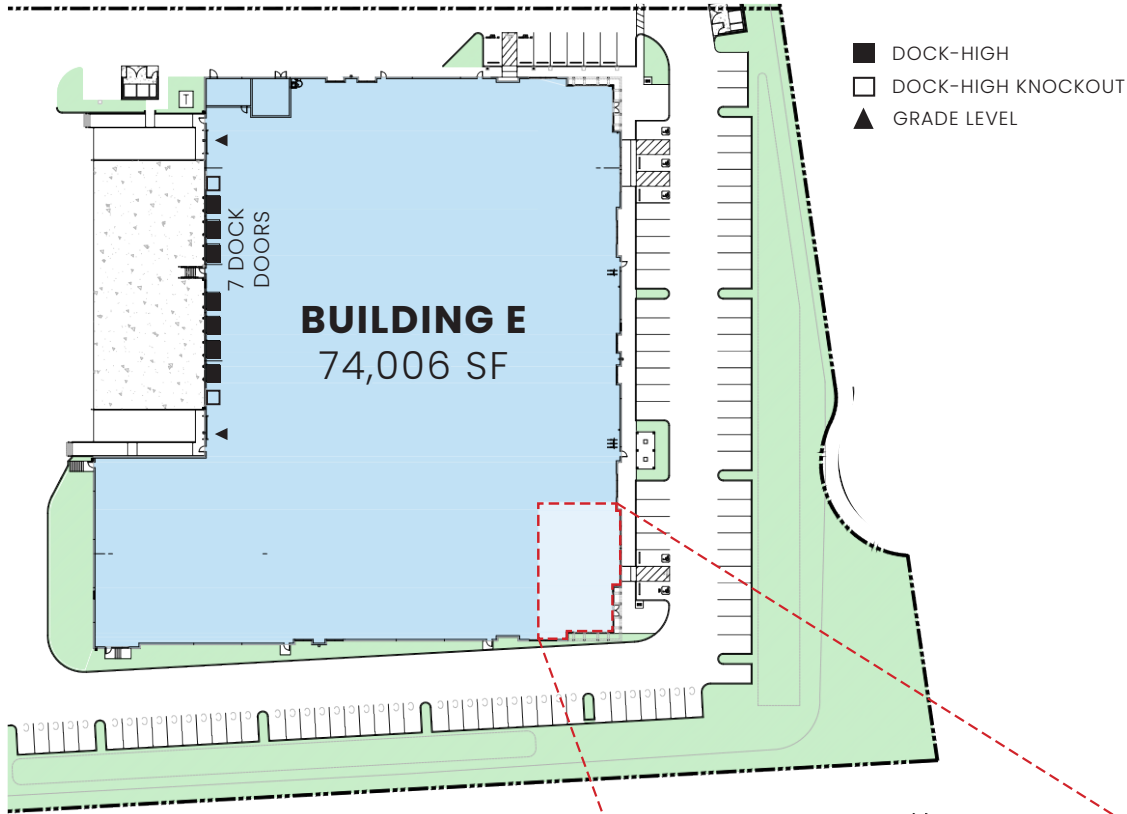 DOCK-HIGH
DOCK-HIGH KNOCKOUT
GRADE LEVEL
T
7 DOCK
DOORS
BUILDING E
74,006 SF